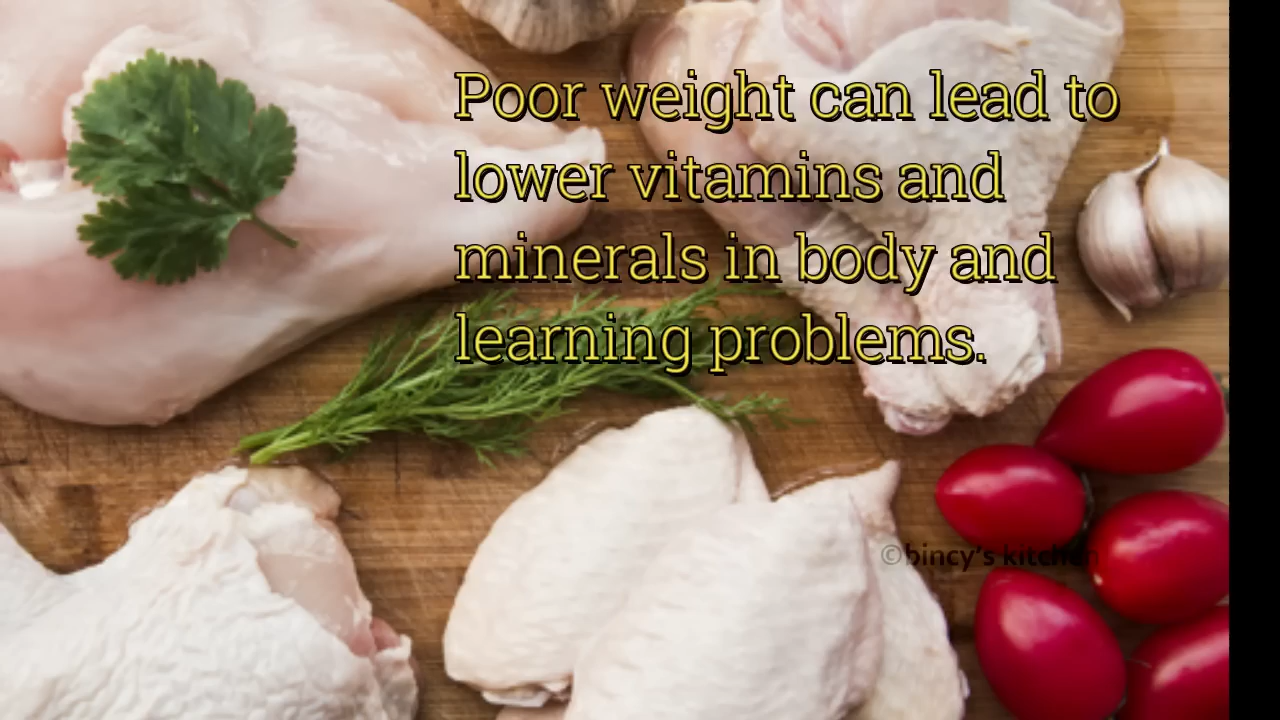 Poor weight can lead to
lower vitamins and
minerals in body and
learning problems.
©bincy's kitchen